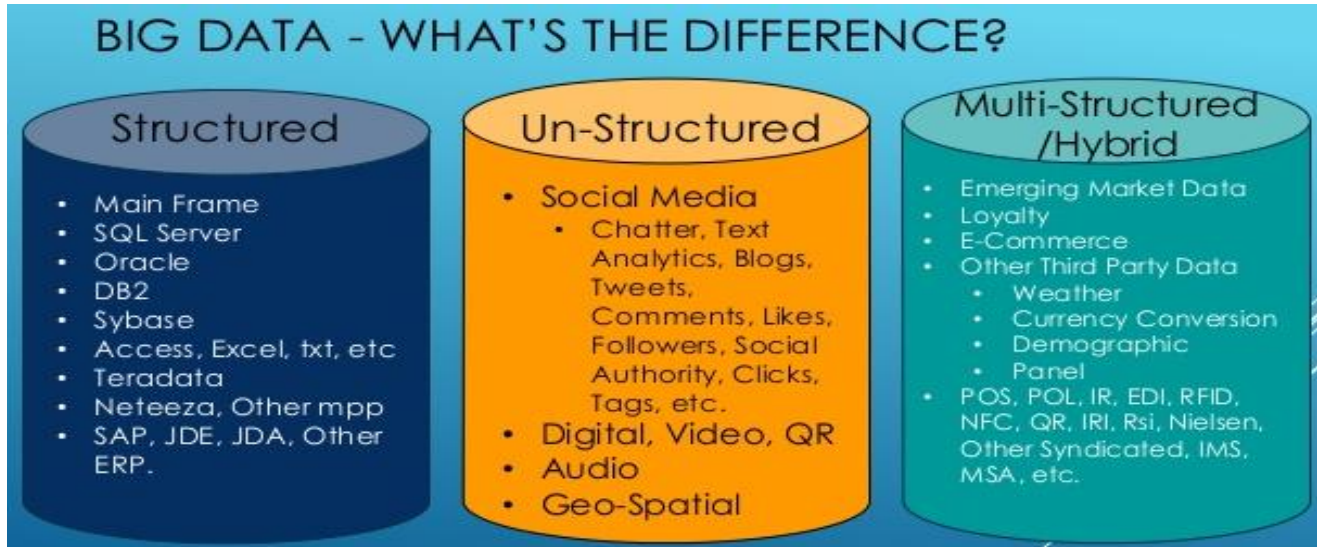 BIG DATA - WHAT'S THE DIFFERENCE?
Structured
• Main Frame
• SQL Server
• Oracle
• DB2
• Sybase
• Access, Excel, txt, etc
• Teradata
• Neteeza, Other mpp
• SAP, JDE, JDA, Other
ERP.
Un-Structured
• Social Media
• Chatter, Text
Analytics, Blogs,
Tweets,
Comments, Likes,
Followers, Social
Authority, Clicks,
Tags, etc.
• Digital, Video, QR
• Audio
• Geo-Spatial
Multi-Structured
/Hybrid
• Emerging Market Data
• Loyalty
• E-Commerce
• Other Third Party Data
• Weather
• Currency Conversion
• Demographic
• Panel
• POS, POL, IR, EDI, RFID,
NFC, QR, IRI, Rsi, Nielsen,
Other Syndicated, IMS,
MSA, etc.